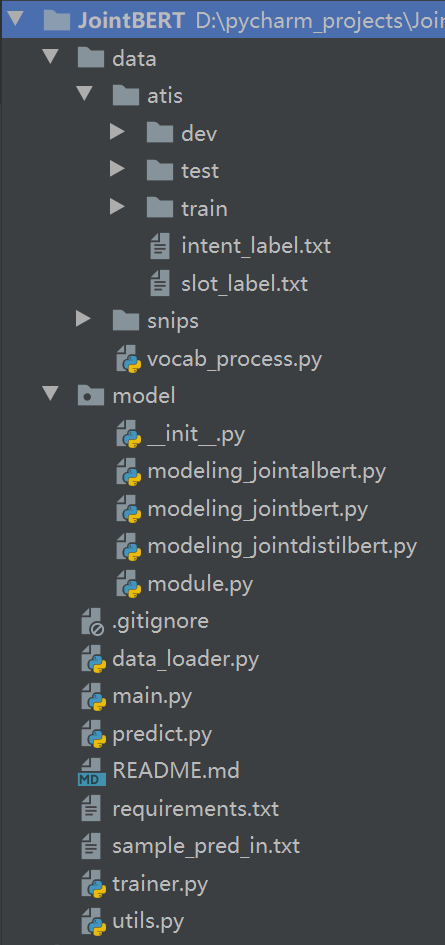 JointBERT D:\pycharm_projects\Joi
data
atis
dev
test
train
intent_label.txt
slot_label.txt
snips
vocab_process.py
model
__init__.py
modeling_jointalbert.py
modeling_jointbert.py
modeling_jointdistilbert.py
module.py
.gitignore
data_loader.py
main.py
predict.py
MD README.md
requirements.txt
sample_pred_in.txt
trainer.py
utils.py